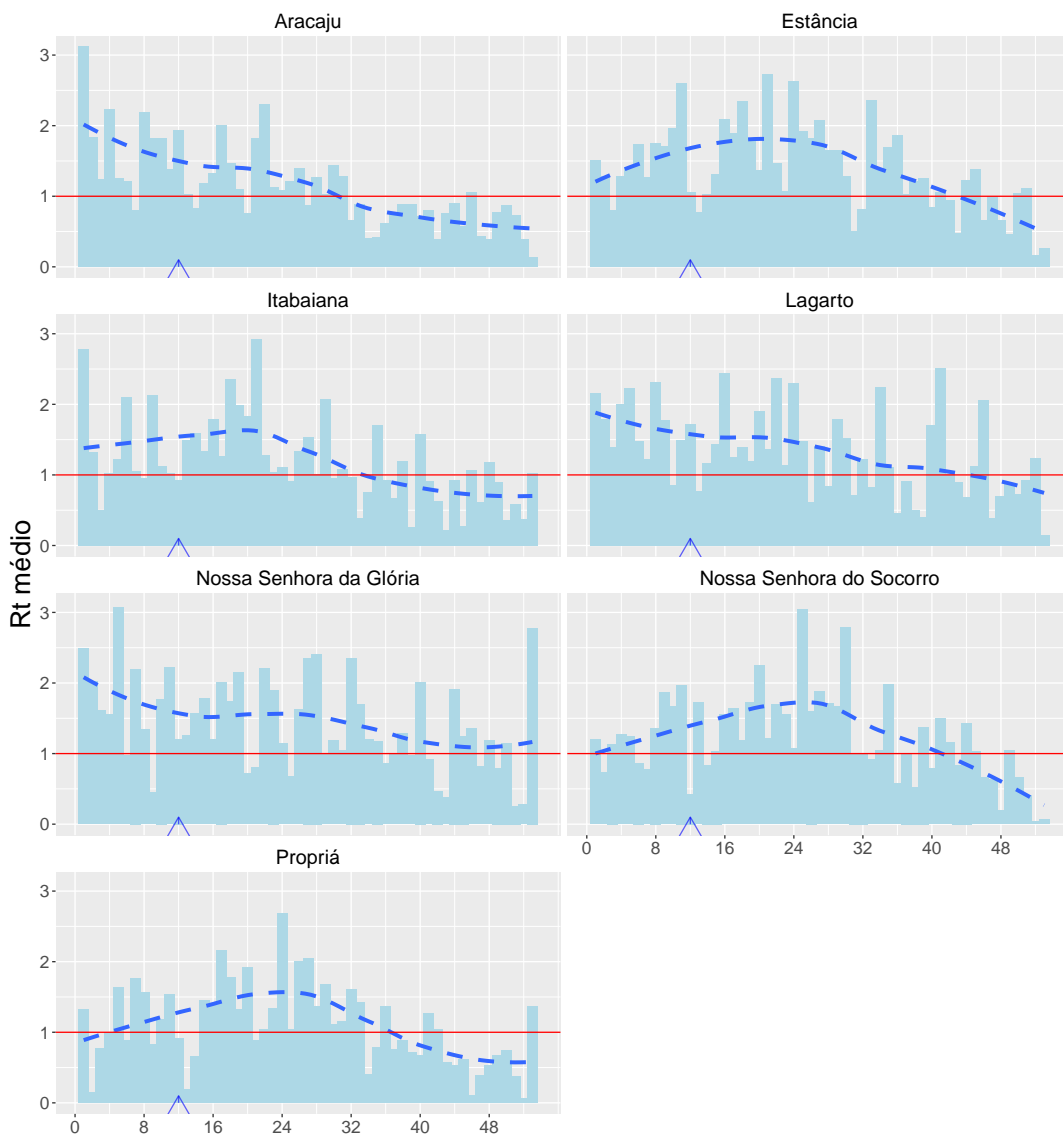 Aracaju
Estância
3
2
1
0
Itabaiana
Lagarto
3
2
1
0
Rt médio
Nossa Senhora da Glória
Nossa Senhora do Socorro
3
2
1
0
0 8 16 24 32 40 48
Propriá
3
2
1
0
0 8 16 24 32 40 48